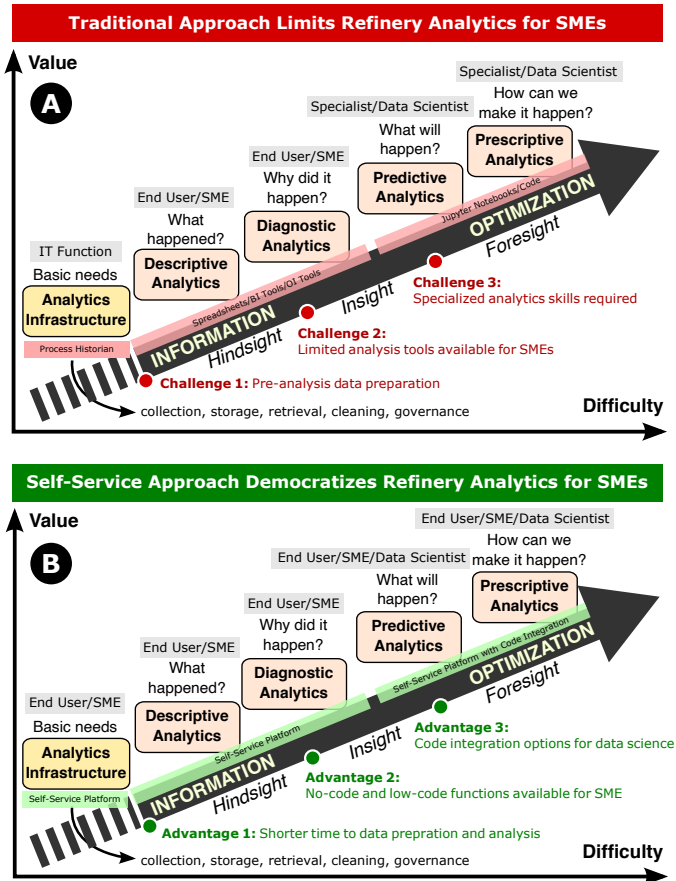 Traditional Approach Limits Refinery Analytics for SMEs
Value
A
Specialist/Data Scientist
How can we
make it happen?
Prescriptive
Analytics
Specialist/Data Scientist
What will
happen?
Predictive
Analytics
End User/SME
Why did it
happen?
Diagnostic
Analytics
End User/SME
What
happened?
Descriptive
Analytics
IT Function
Basic needs
Analytics
Infrastructure
Process Historian
Spreadsheets/BI Tools/OI Tools
Jupyter Notebooks/Code
INFORMATION
OPTIMIZATION
Hindsight
Insight
Foresight
Challenge 3:
Specialized analytics skills required
Challenge 2:
Limited analysis tools available for SMEs
Challenge 1: Pre-analysis data preparation
collection, storage, retrieval, cleaning, governance
Difficulty
Self-Service Approach Democratizes Refinery Analytics for SMEs
Value
B
End User/SME/Data Scientist
How can we
make it happen?
Prescriptive
Analytics
End User/SME/Data Scientist
What will
happen?
Predictive
Analytics
End User/SME
Why did it
happen?
Diagnostic
Analytics
End User/SME
What
happened?
Descriptive
Analytics
End User/SME
Basic needs
Analytics
Infrastructure
Self-Service Platform
Self-Service Platform
Self-Service Platform with Code Integration
INFORMATION
OPTIMIZATION
Hindsight
Insight
Foresight
Advantage 3:
Code integration options for data science
Advantage 2:
No-code and low-code functions available for SME
Advantage 1: Shorter time to data prepration and analysis
collection, storage, retrieval, cleaning, governance
Difficulty